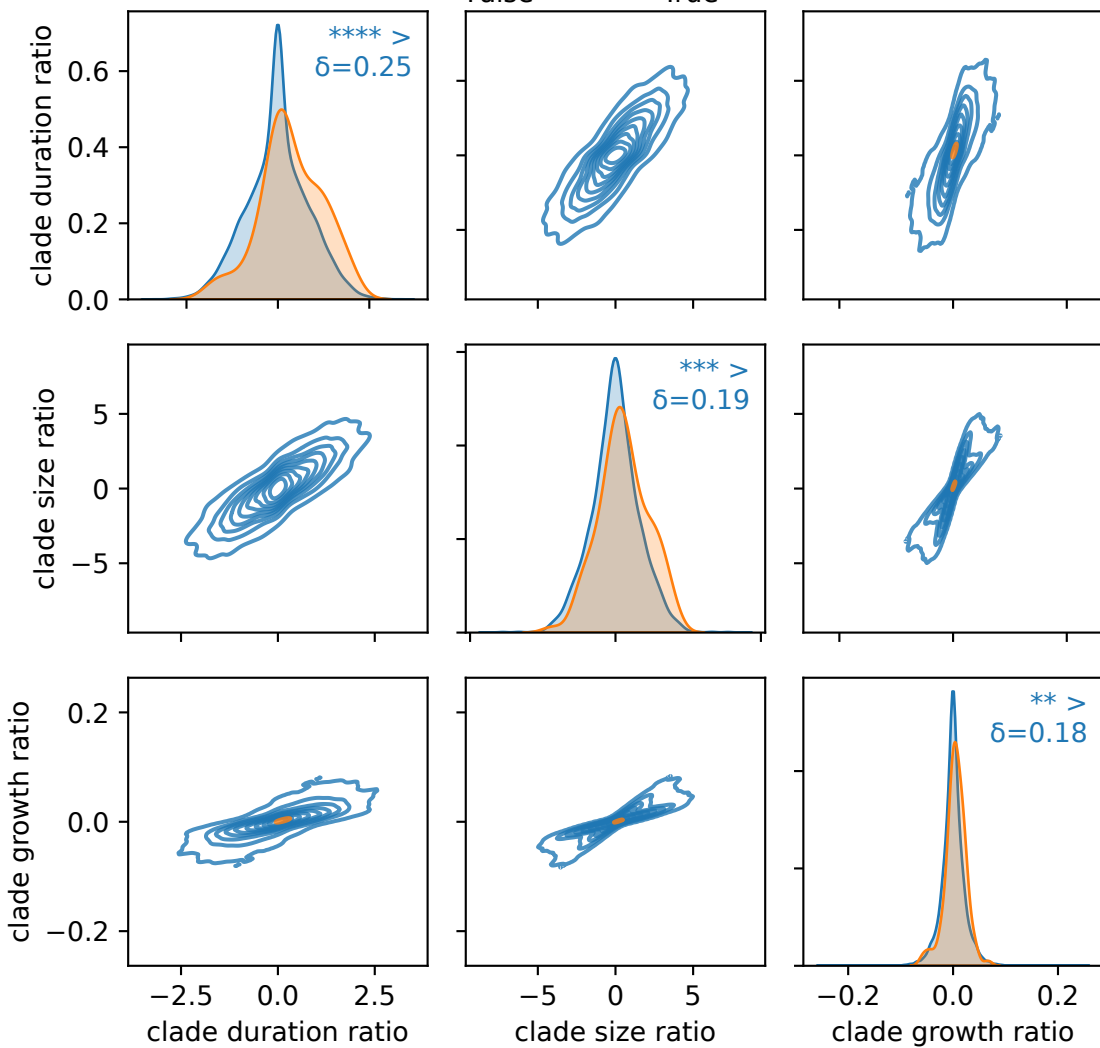 clade duration ratio
0.6
0.4
0.2
0.0
**** >
δ=0.25
clade size ratio
5
0
−5
*** >
δ=0.19
clade growth ratio
0.2
0.0
−0.2
** >
δ=0.18
−2.5 0.0 2.5
−5 0 5
−0.2 0.0 0.2
clade duration ratio
clade size ratio
clade growth ratio